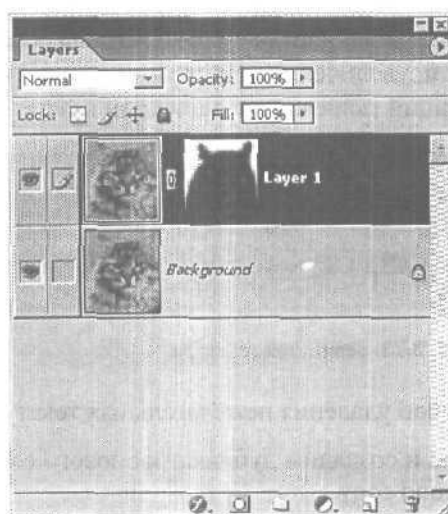 Layers
Normal Opacity: 100%
Lock: Fill: 100%
Layer 1
Background